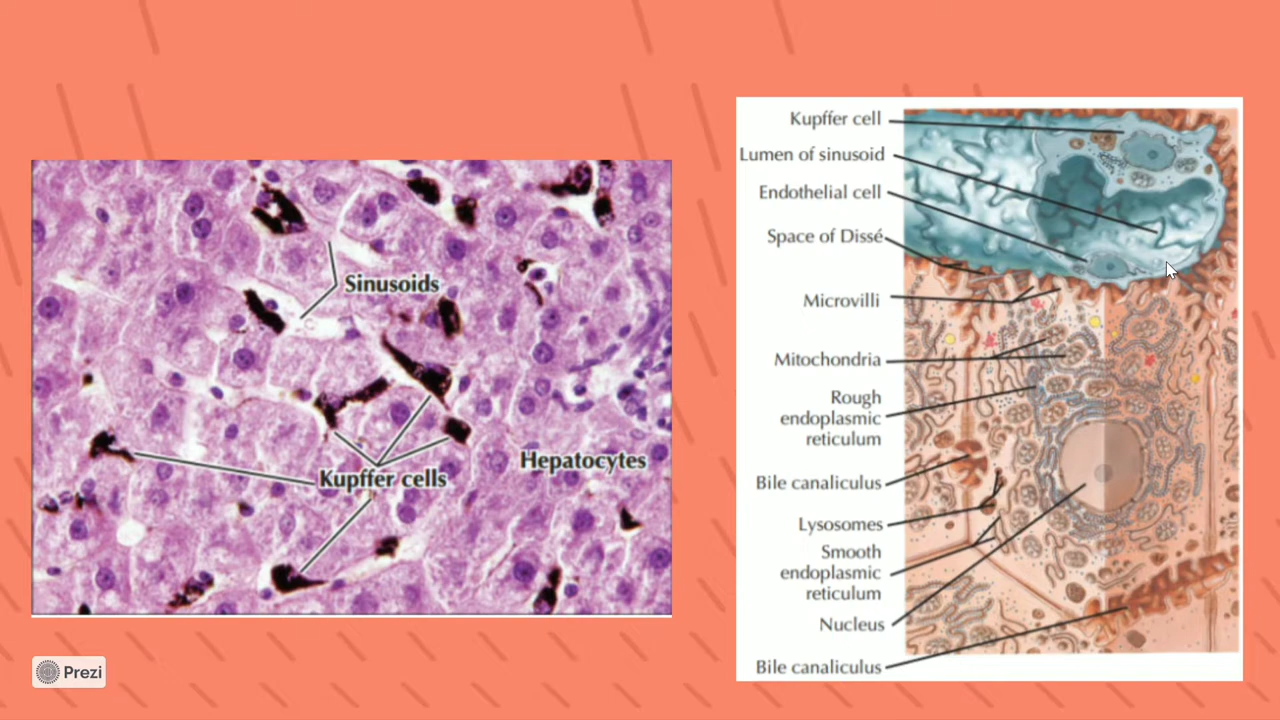 Sinusoids
Kupffer cells
Hepatocytes
Prezi
Kupffer cell
Lumen of sinusoid
Endothelial cell
Space of Dissé
Microvilli
Mitochondria
Rough
endoplasmic
reticulum
Bile canaliculus
Lysosomes
Smooth
endoplasmic
reticulum
Nucleus
Bile canaliculus